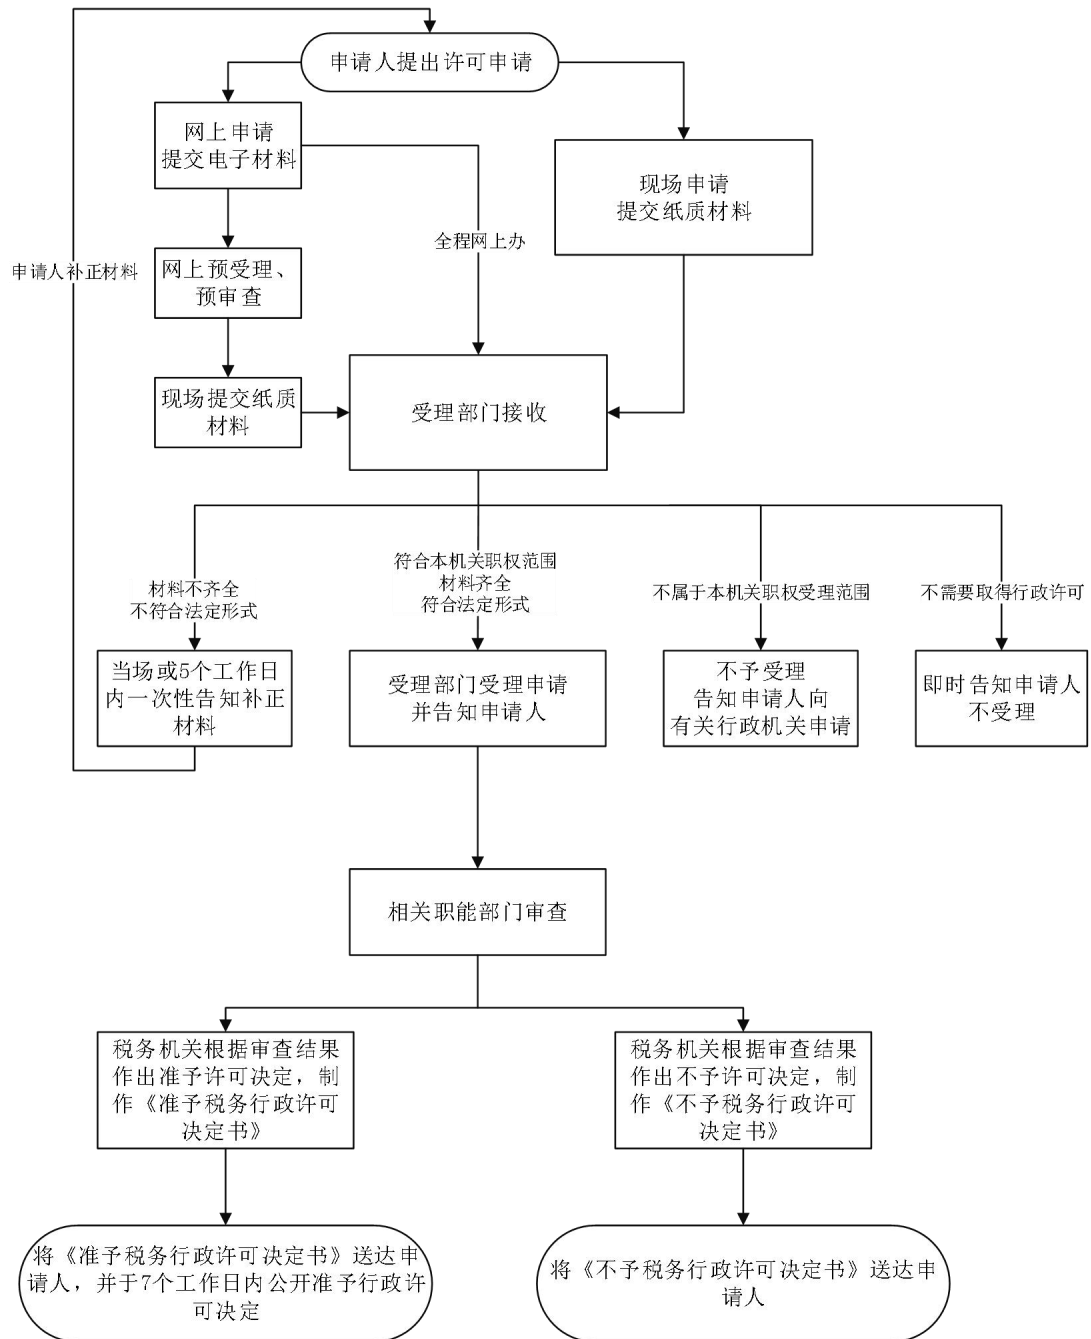 申请人提出许可申请
网上申请
提交电子材料
现场申请
提交纸质材料
全程网上办
申请人补正材料
网上预受理、
预审查
现场提交纸质
材料
受理部门接收
材料不齐全
不符合法定形式
符合本机关职权范围
材料齐全
符合法定形式
不属于本机关职权受理范围
不需要取得行政许可
当场或5个工作日
内一次性告知补正
材料
受理部门受理申请
并告知申请人
不予受理
告知申请人向
有关行政机关申请
即时告知申请人
不受理
相关职能部门审查
税务机关根据审查结果
作出准予许可决定，制
作《准予税务行政许可
决定书》
税务机关根据审查结果
作出不予许可决定，制
作《不予税务行政许可
决定书》
将《准予税务行政许可决定书》送达申
请人，并于7个工作日内公开准予行政许
可决定
将《不予税务行政许可决定书》送达申
请人